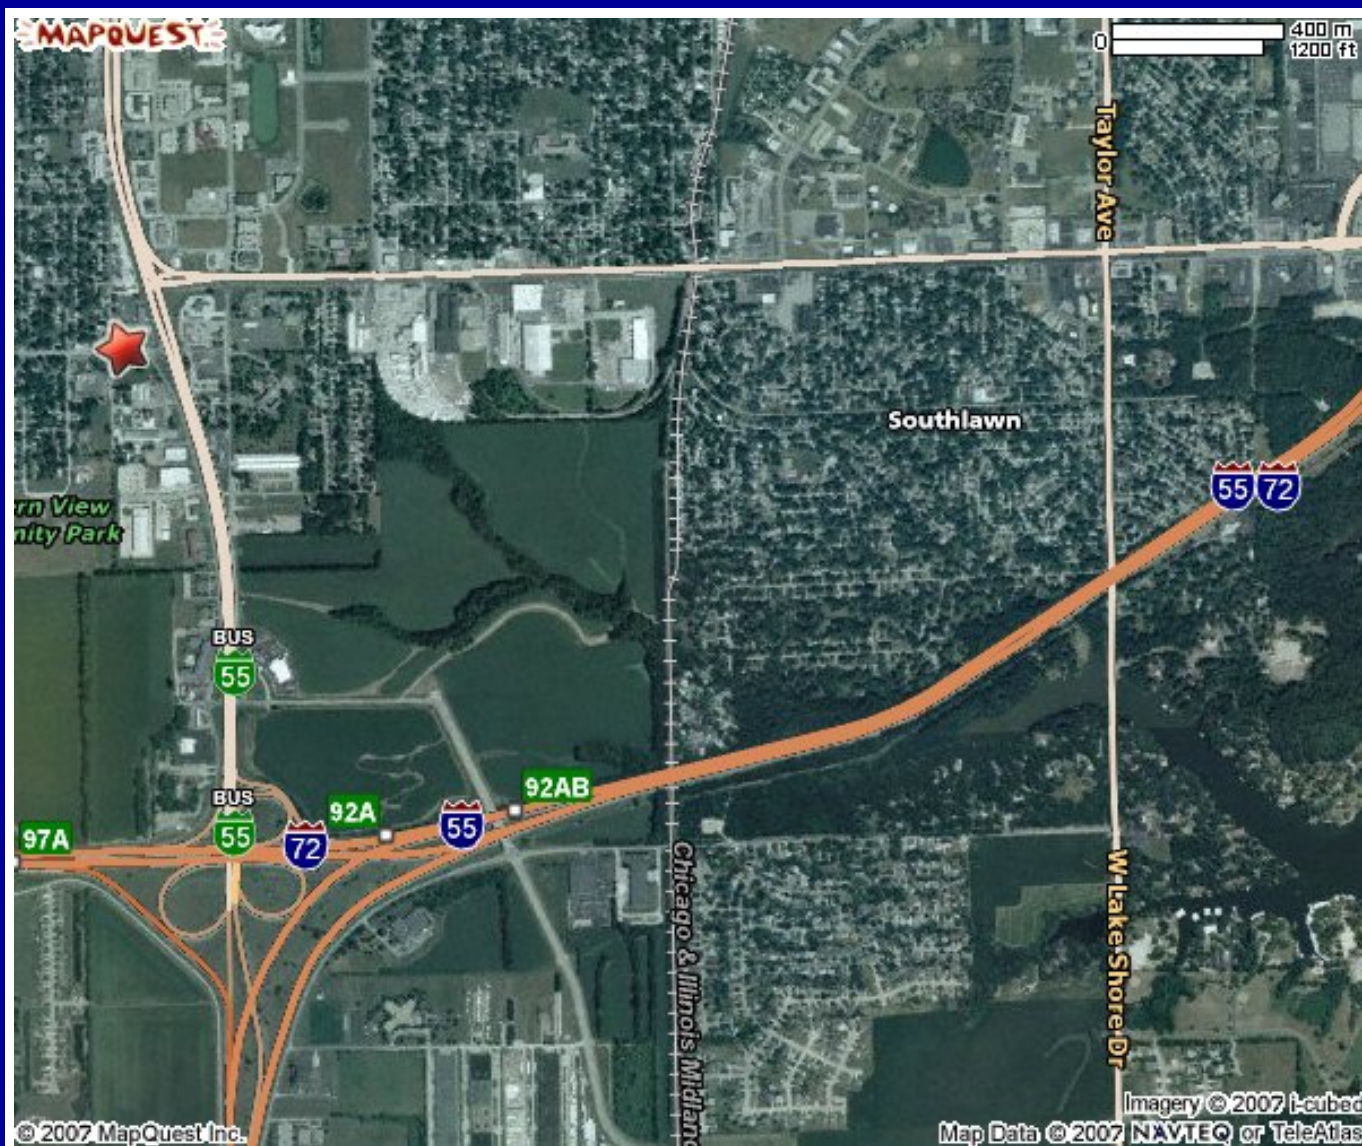 MAPQUEST
0
400 m
1200 ft
Taylor Ave
Southlawn
55
72
rn View
nity Park
BUS
55
92AB
BUS
55
92A
55
72
97A
Chicago & Illinois Midland
W Lake Shore Dr
Imagery © 2007 i-cubed
© 2007 MapQuest Inc.
Map Data © 2007 NAVTEQ or TeleAtlas